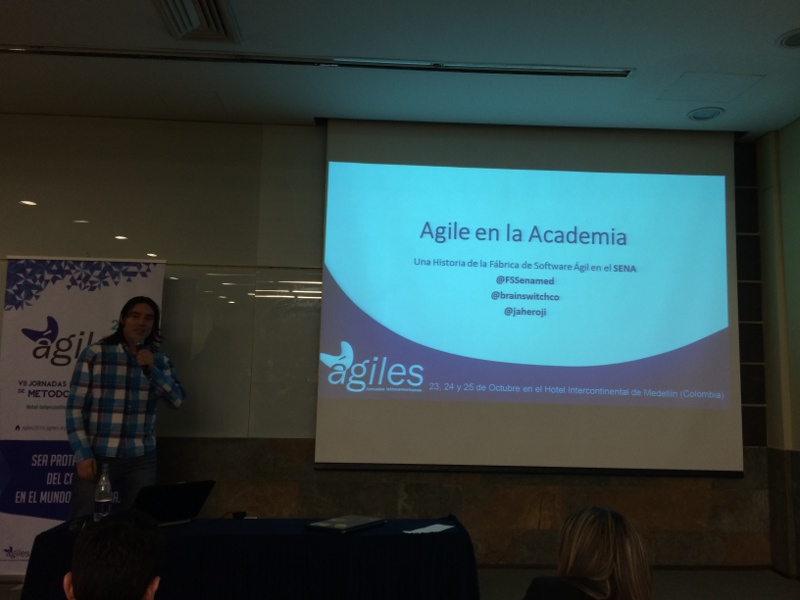 Agile en la Academia
Una Historia de la Fábrica de Software Ágil en el SENA
@FSSenamed
@brainswitchco
@jaheroji
ágiles
23, 24 y 25 de Octubre en el Hotel Intercontinental de Medellín (Colombia)
VII JORNADAS
DE METODO
Hotel Intercontin
SER PROTA
DEL C
EN EL MUNDO
ágiles